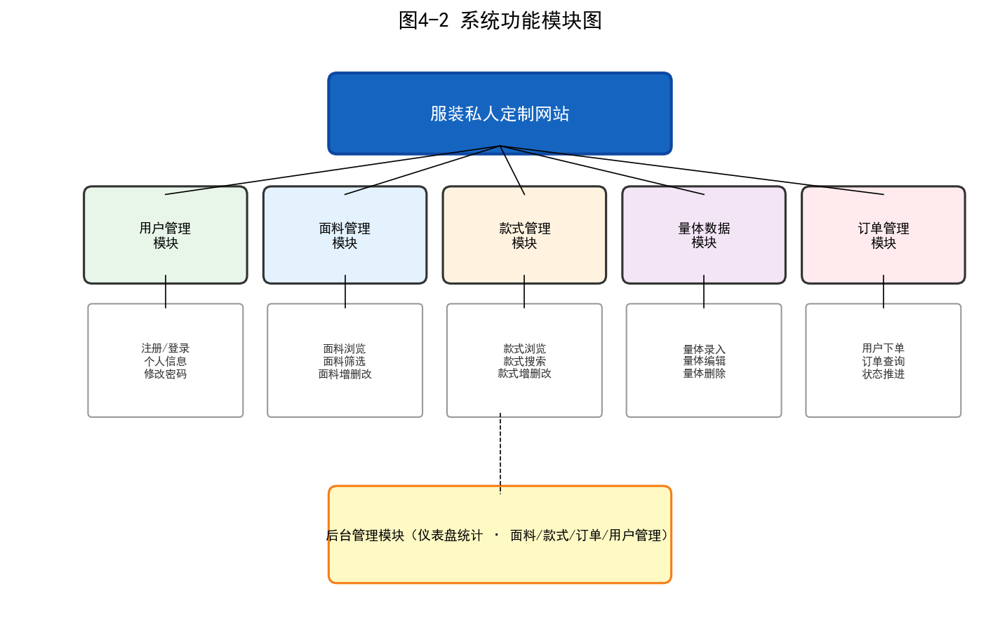 图4-2 系统功能模块图
服装私人定制网站
用户管理
模块
面料管理
模块
款式管理
模块
量体数据
模块
订单管理
模块
注册/登录
个人信息
修改密码
面料浏览
面料筛选
面料增删改
款式浏览
款式搜索
款式增删改
量体录入
量体编辑
量体删除
用户下单
订单查询
状态推进
后台管理模块（仪表盘统计 · 面料/款式/订单/用户管理）